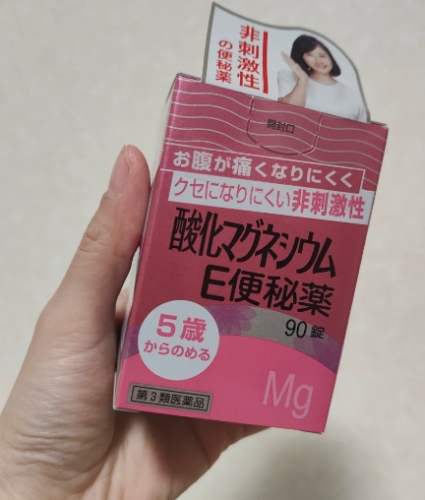 非刺激性
の便秘薬
開封口
お腹が痛くなりにくく
クセになりにくい非刺激性
酸化マグネシウム
E便秘薬
90錠
5歳
からのめる
Mg
第3類医薬品